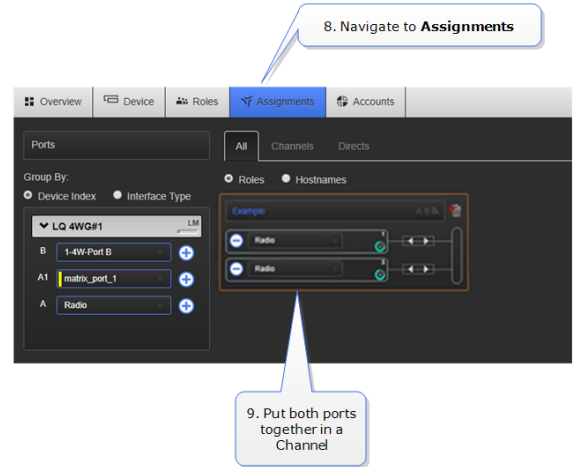 8. Navigate to Assignments
Overview Device Roles Assignments Accounts
Ports
All Channels Directs
Group By:
Device Index Interface Type
Roles Hostnames
LQ 4WG#1 LM
B 1-4W-Port B
A1 matrix_port_1
A Radio
Example A B
Radio 1
Radio 3
9. Put both ports
together in a
Channel